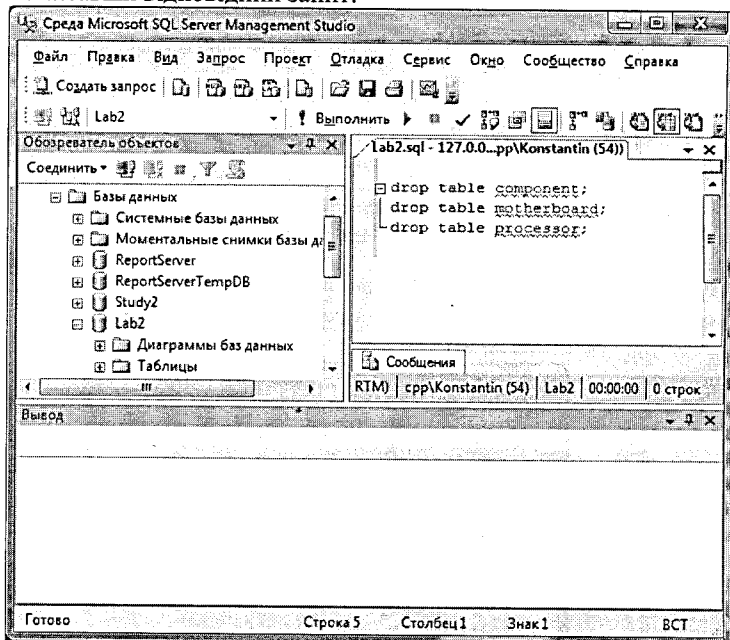 відповідний запит:
Среда Microsoft SQL Server Management Studio
Файл Правка Вид Запрос Проект Отладка Сервис Окно Сообщество Справка
Создать запрос
Lab2 Выполнить
Обозреватель объектов
Соединить
Базы данных
Системные базы данных
Моментальные снимки базы да
ReportServer
ReportServerTempDB
Study2
Lab2
Диаграммы баз данных
Таблицы
Lab2.sql - 127.0.0...pp\Konstantin (54))
drop table component;
drop table motherboard;
drop table processor;
Сообщения
RTM) cpp\Konstantin (54) Lab2 00:00:00 0 строк
Вывод
Готово Строка 5 Столбец 1 Знак 1 ВСТ